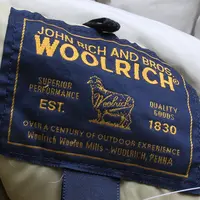 JOHN RICH AND BROS.
WOOLRICH®
SUPERIOR
PERFORMANCE
QUALITY
GOODS
EST.
Woolrich
1830
OVER A CENTURY OF OUTDOOR EXPERIENCE
Woolrich Woolen Mills - WOOLRICH, PENNA